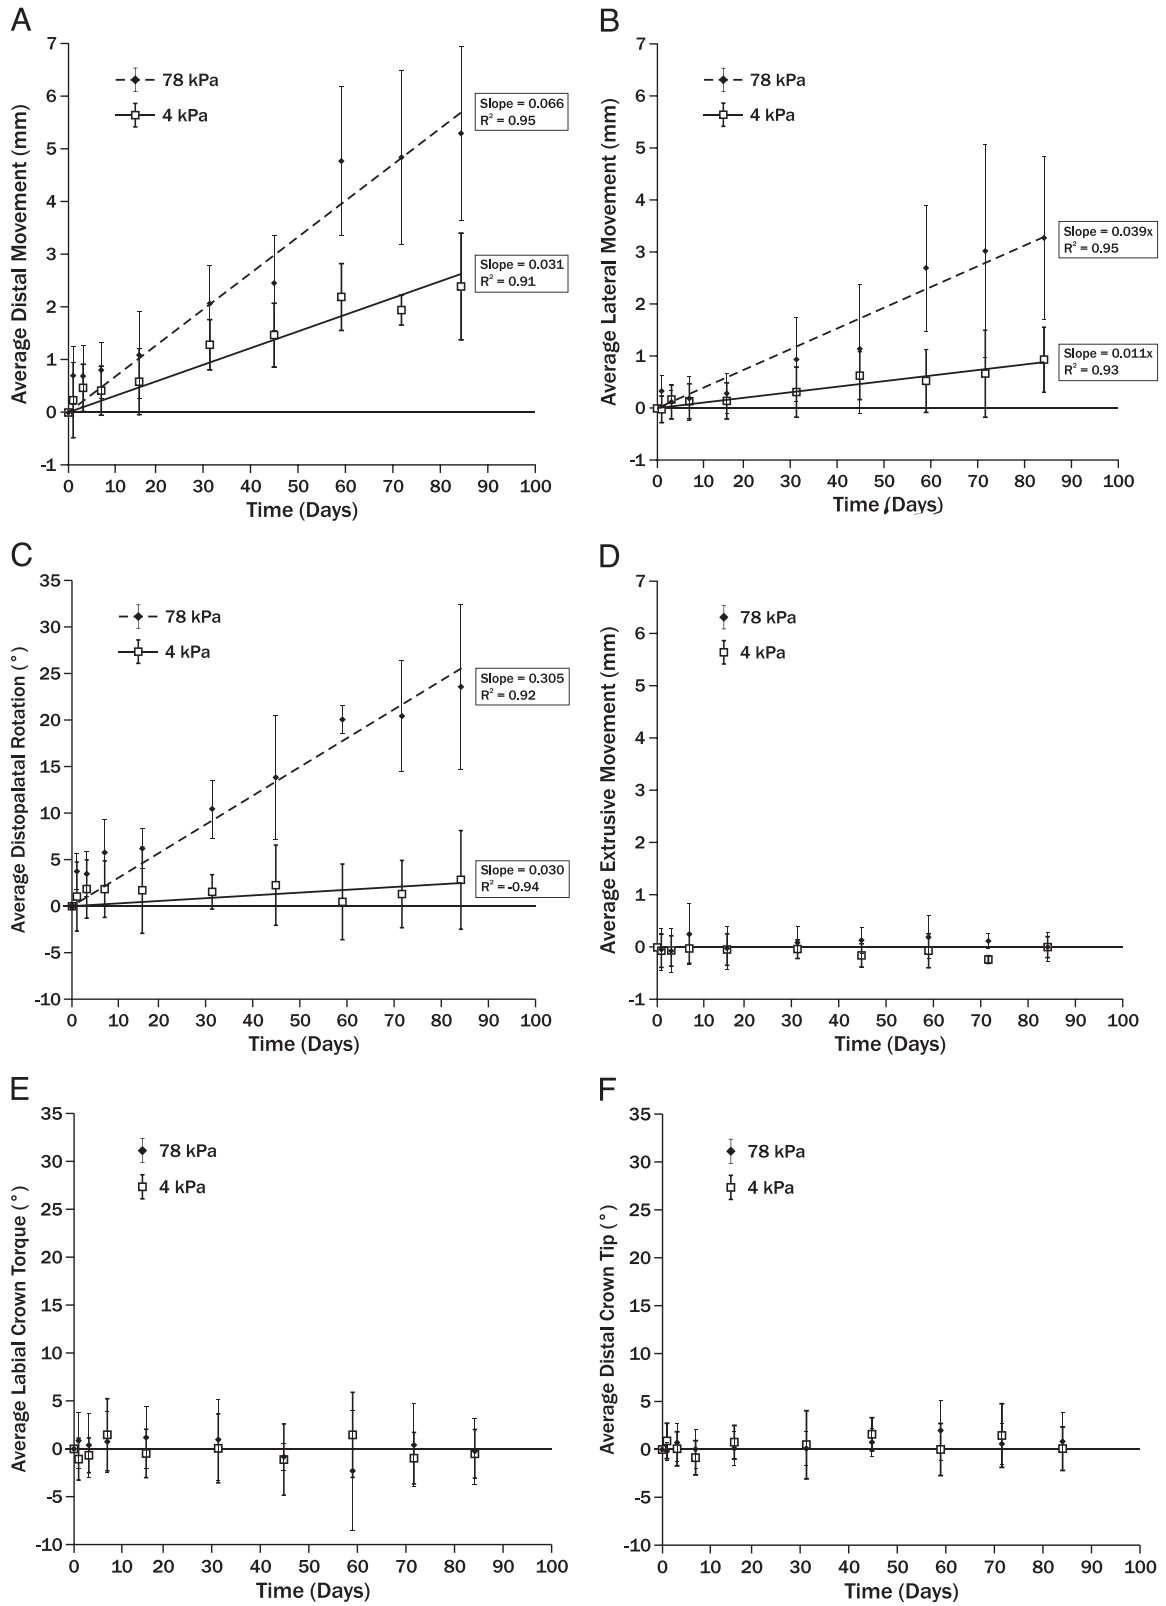 A
Average Distal Movement (mm)
7
6
5
4
3
2
1
0
-1
78 kPa
4 kPa
Slope = 0.066
R² = 0.95
Slope = 0.031
R² = 0.91
0 10 20 30 40 50 60 70 80 90 100
Time (Days)
B
Average Lateral Movement (mm)
7
6
5
4
3
2
1
0
-1
78 kPa
4 kPa
Slope = 0.039x
R² = 0.95
Slope = 0.011x
R² = 0.93
0 10 20 30 40 50 60 70 80 90 100
Time (Days)
C
Average Distopalatal Rotation (°)
35
30
25
20
15
10
5
0
-5
-10
78 kPa
4 kPa
Slope = 0.305
R² = 0.92
Slope = 0.030
R² = -0.94
0 10 20 30 40 50 60 70 80 90 100
Time (Days)
D
Average Extrusive Movement (mm)
7
6
5
4
3
2
1
0
-1
78 kPa
4 kPa
0 10 20 30 40 50 60 70 80 90 100
Time (Days)
E
Average Labial Crown Torque (°)
35
30
25
20
15
10
5
0
-5
-10
78 kPa
4 kPa
0 10 20 30 40 50 60 70 80 90 100
Time (Days)
F
Average Distal Crown Tip (°)
35
30
25
20
15
10
5
0
-5
-10
78 kPa
4 kPa
0 10 20 30 40 50 60 70 80 90 100
Time (Days)